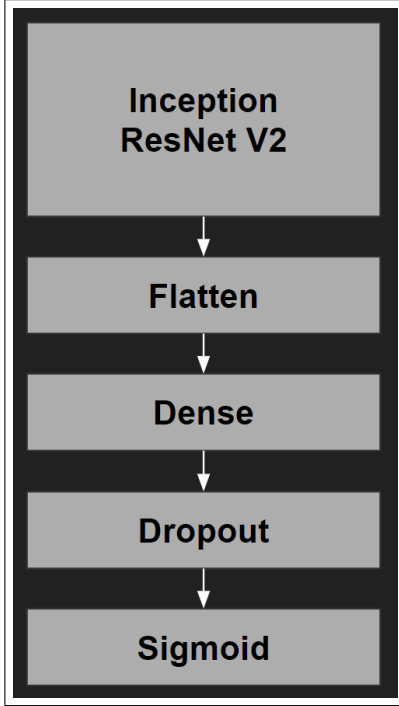 Inception
ResNet V2
Flatten
Dense
Dropout
Sigmoid